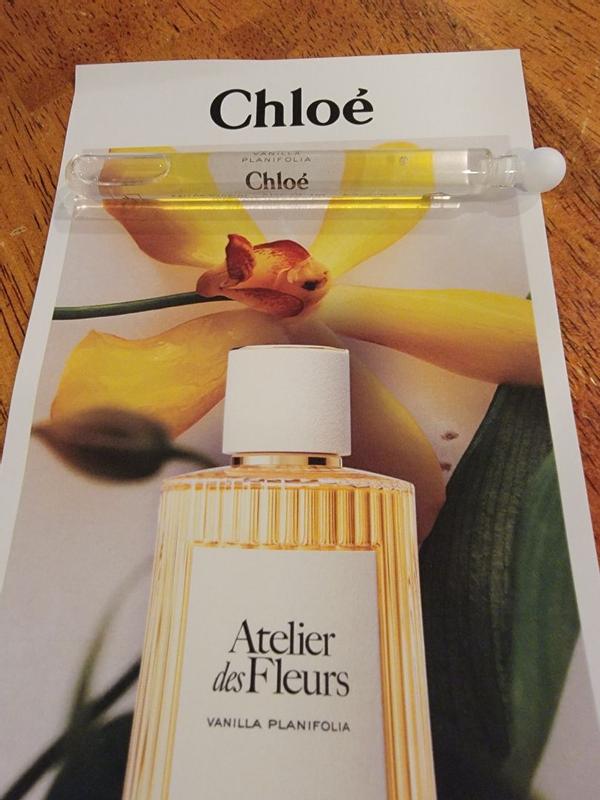 Chloé
VANILLA
PLANIFOLIA
Chloé
Atelier
des Fleurs
VANILLA PLANIFOLIA